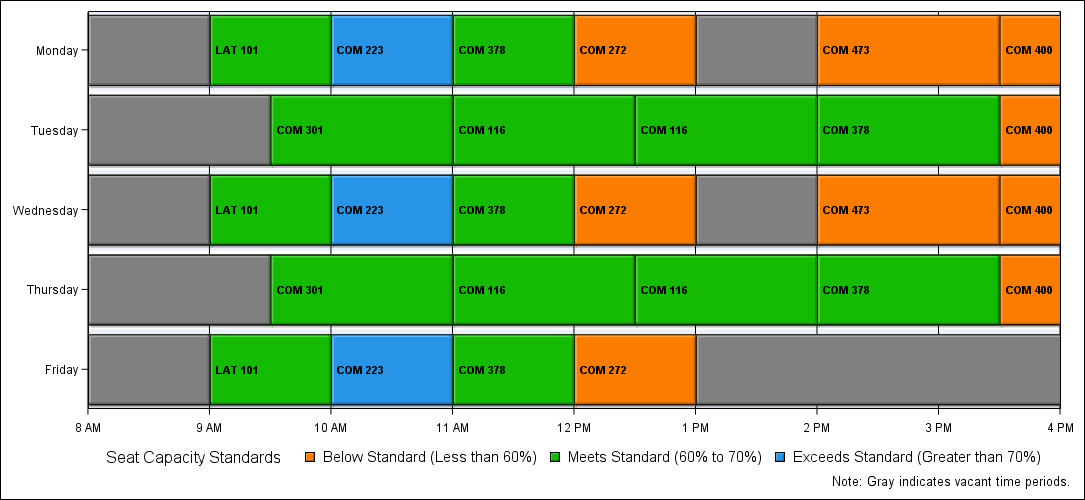 Monday LAT 101 COM 223 COM 378 COM 272 COM 473 COM 400
Tuesday COM 301 COM 116 COM 116 COM 378 COM 400
Wednesday LAT 101 COM 223 COM 378 COM 272 COM 473 COM 400
Thursday COM 301 COM 116 COM 116 COM 378 COM 400
Friday LAT 101 COM 223 COM 378 COM 272
8 AM 9 AM 10 AM 11 AM 12 PM 1 PM 2 PM 3 PM 4 PM
Seat Capacity Standards Below Standard (Less than 60%) Meets Standard (60% to 70%) Exceeds Standard (Greater than 70%)
Note: Gray indicates vacant time periods.